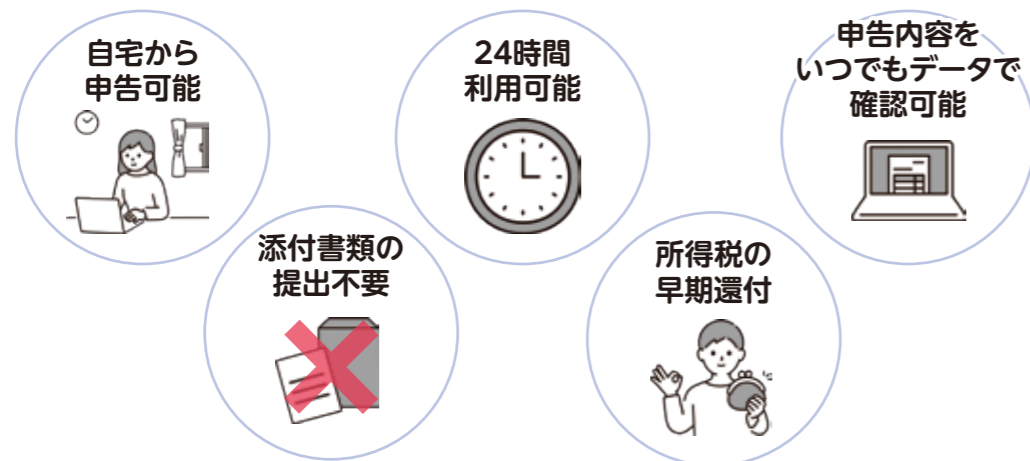 自宅から
申告可能
24時間
利用可能
申告内容を
いつでもデータで
確認可能
添付書類の
提出不要
所得税の
早期還付